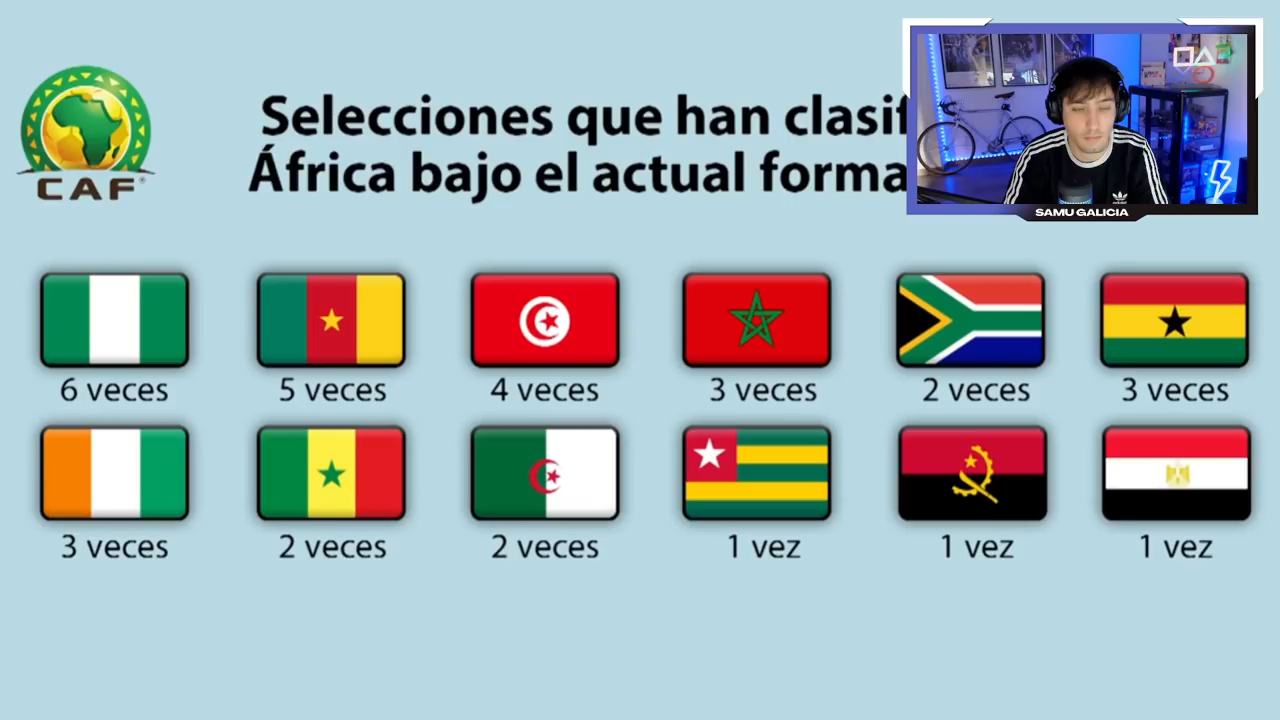 Selecciones que han clasif
África bajo el actual forma
CAF
SAMU GALICIA
6 veces
5 veces
4 veces
3 veces
2 veces
3 veces
3 veces
2 veces
2 veces
1 vez
1 vez
1 vez